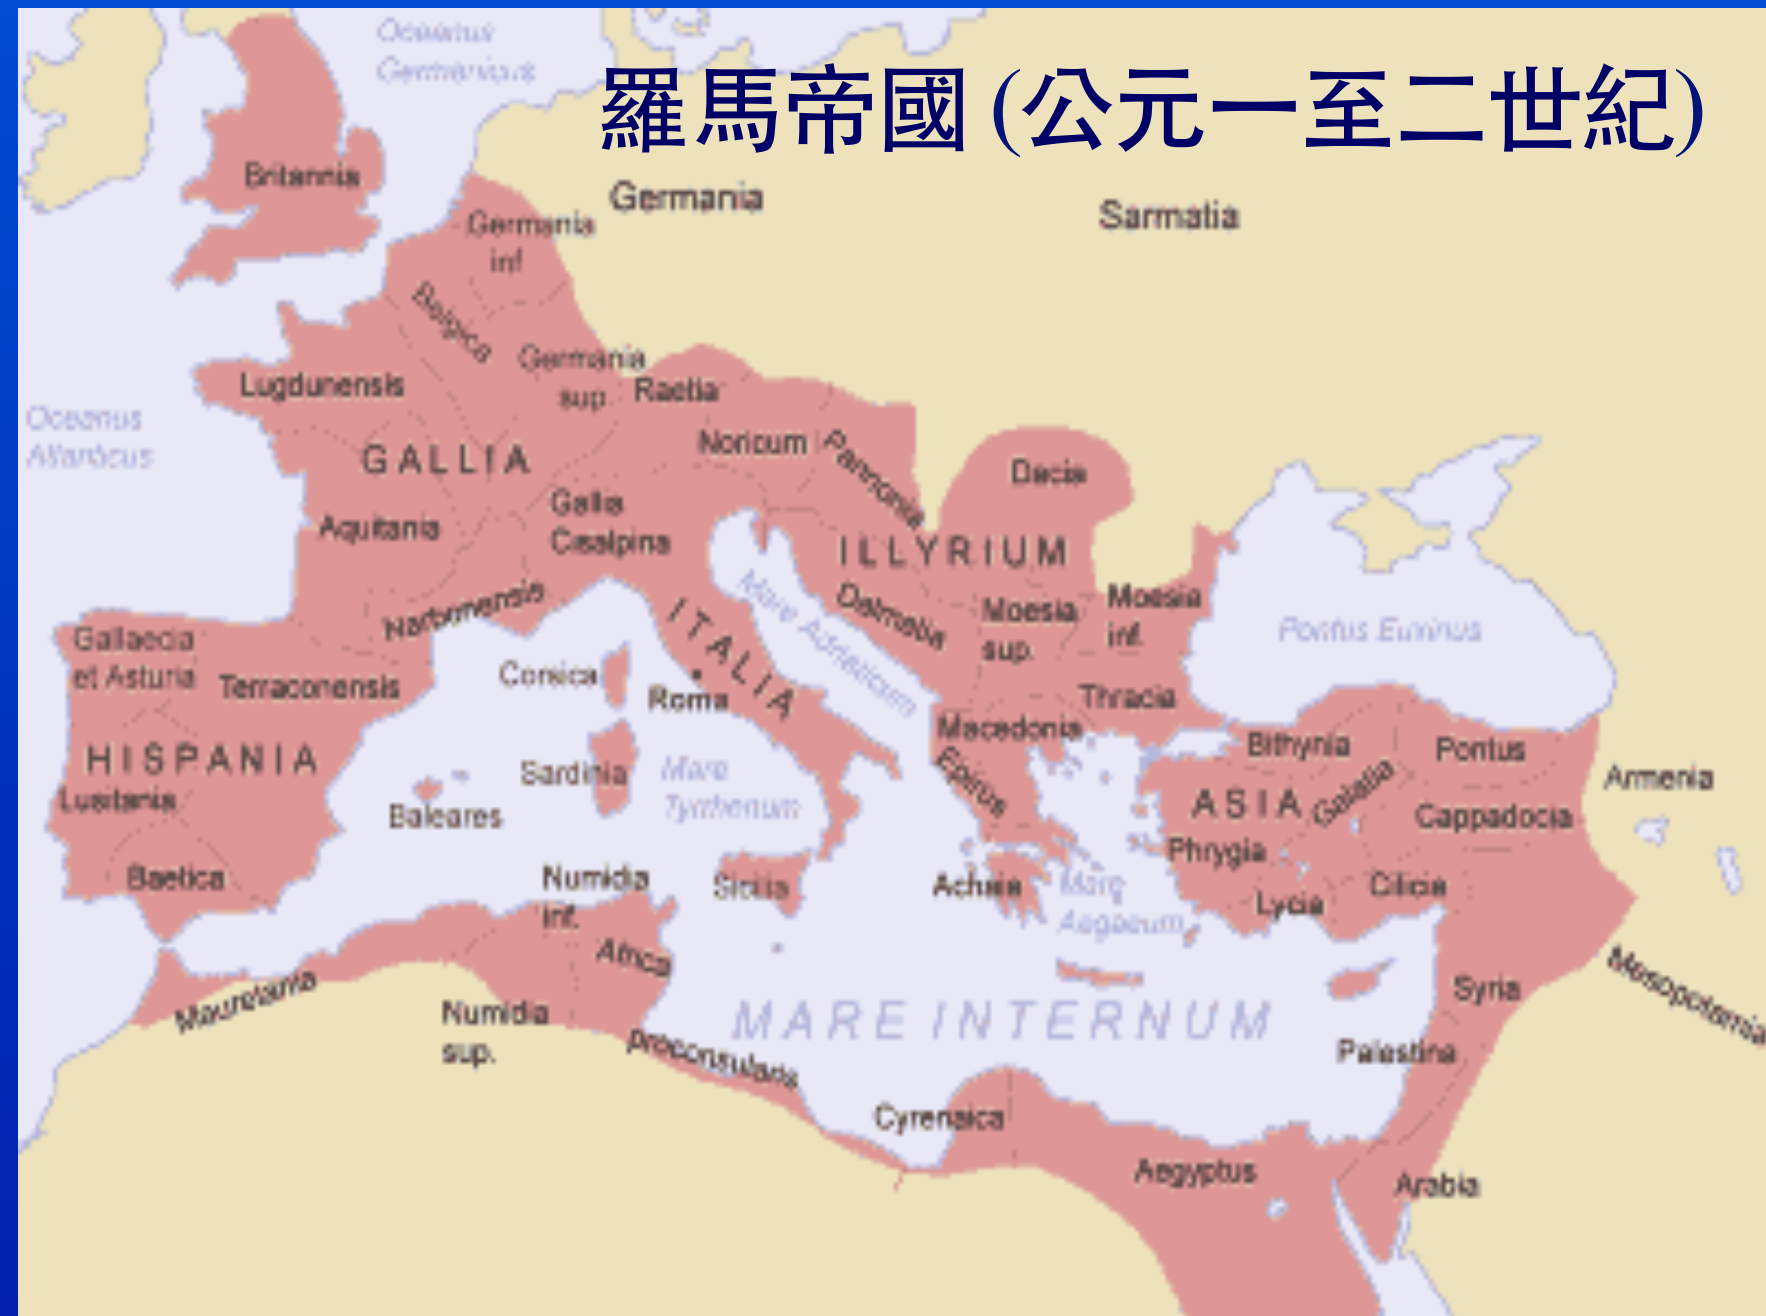 Oceanus
Germanicus
羅馬帝國 (公元一至二世紀)
Britannia
Germania
Sarmatia
Germania
inf
Belgica
Germania
sup.
Raetia
Lugdunensis
Oceanus
Atlanticus
GALLIA
Noricum
Pannonia
Dacia
Gallia
Cisalpina
Aquitania
ILLYRIUM
Narbonensis
ITALIA
Mare Adriaticum
Dalmatia
Moesia
sup.
Moesia
inf.
Pontus Euxinus
Gallaecia
et Asturia
Terraconensis
Corsica
Roma
Thracia
Macedonia
Epirus
Bithynia
Pontus
Galatia
Armenia
HISPANIA
Lusitania
Sardinia
Mare
Tyrrhenum
Baleares
ASIA
Cappadocia
Phrygia
Baetica
Numidia
inf.
Sicilia
Achaia
Mare
Aegaeum
Lycia
Cilicia
Africa
Mauretania
Numidia
sup.
proconsularis
MARE INTERNUM
Syria
Mesopotamia
Palestina
Cyrenaica
Aegyptus
Arabia